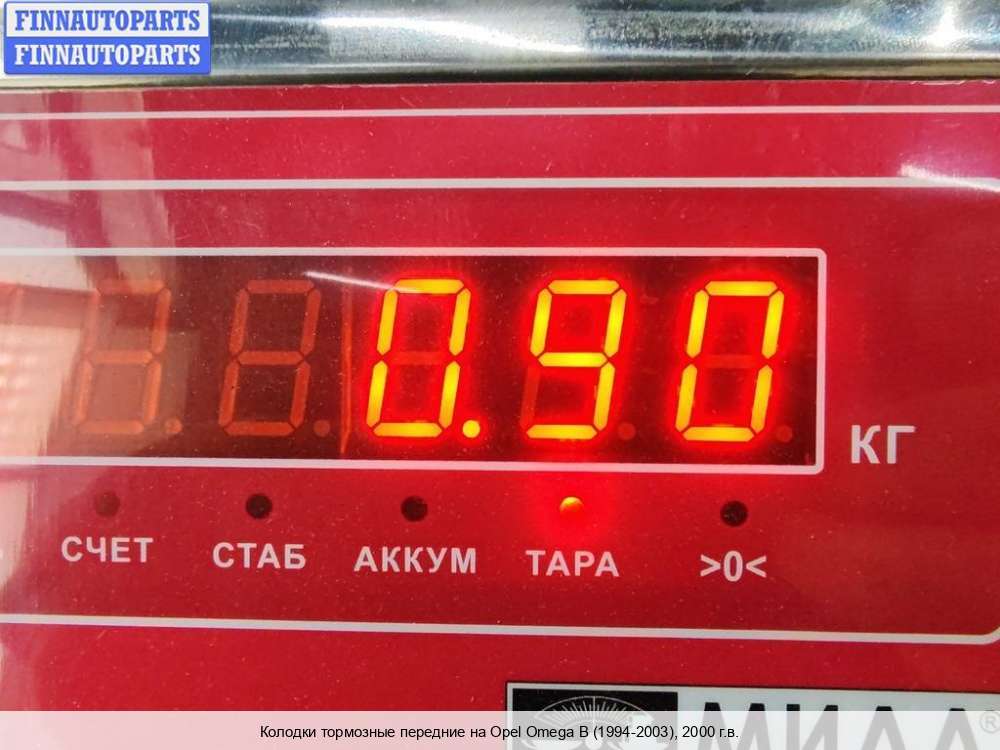 FINNAUTOPARTS
FINNAUTOPARTS
0.90
КГ
СЧЕТ СТАБ АККУМ ТАРА >0<
МИДЛ®
Колодки тормозные передние на Opel Omega B (1994-2003), 2000 г.в.